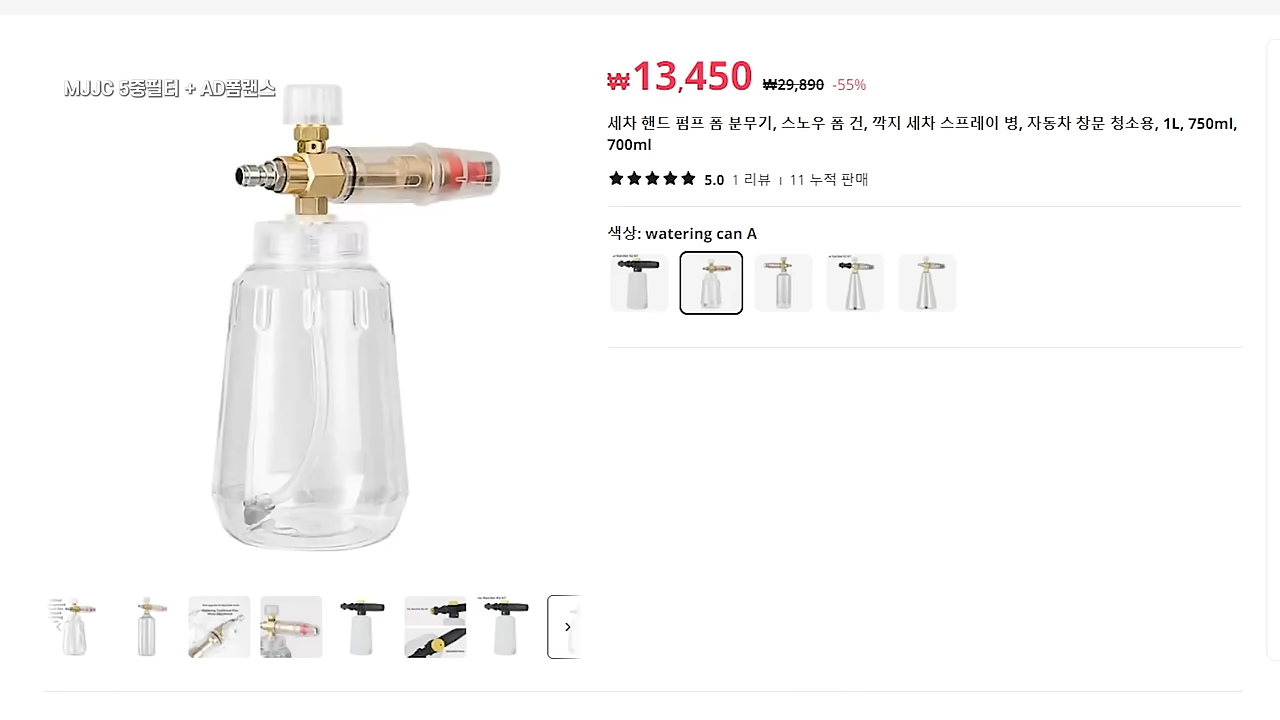 MJJC 5종필터 + AD폼랜스
₩13,450 ₩29,890 -55%
세차 핸드 펌프 폼 분무기, 스노우 폼 건, 깍지 세차 스프레이 병, 자동차 창문 청소용, 1L, 750ml,
700ml
5.0 1 리뷰 | 11 누적 판매
색상: watering can A